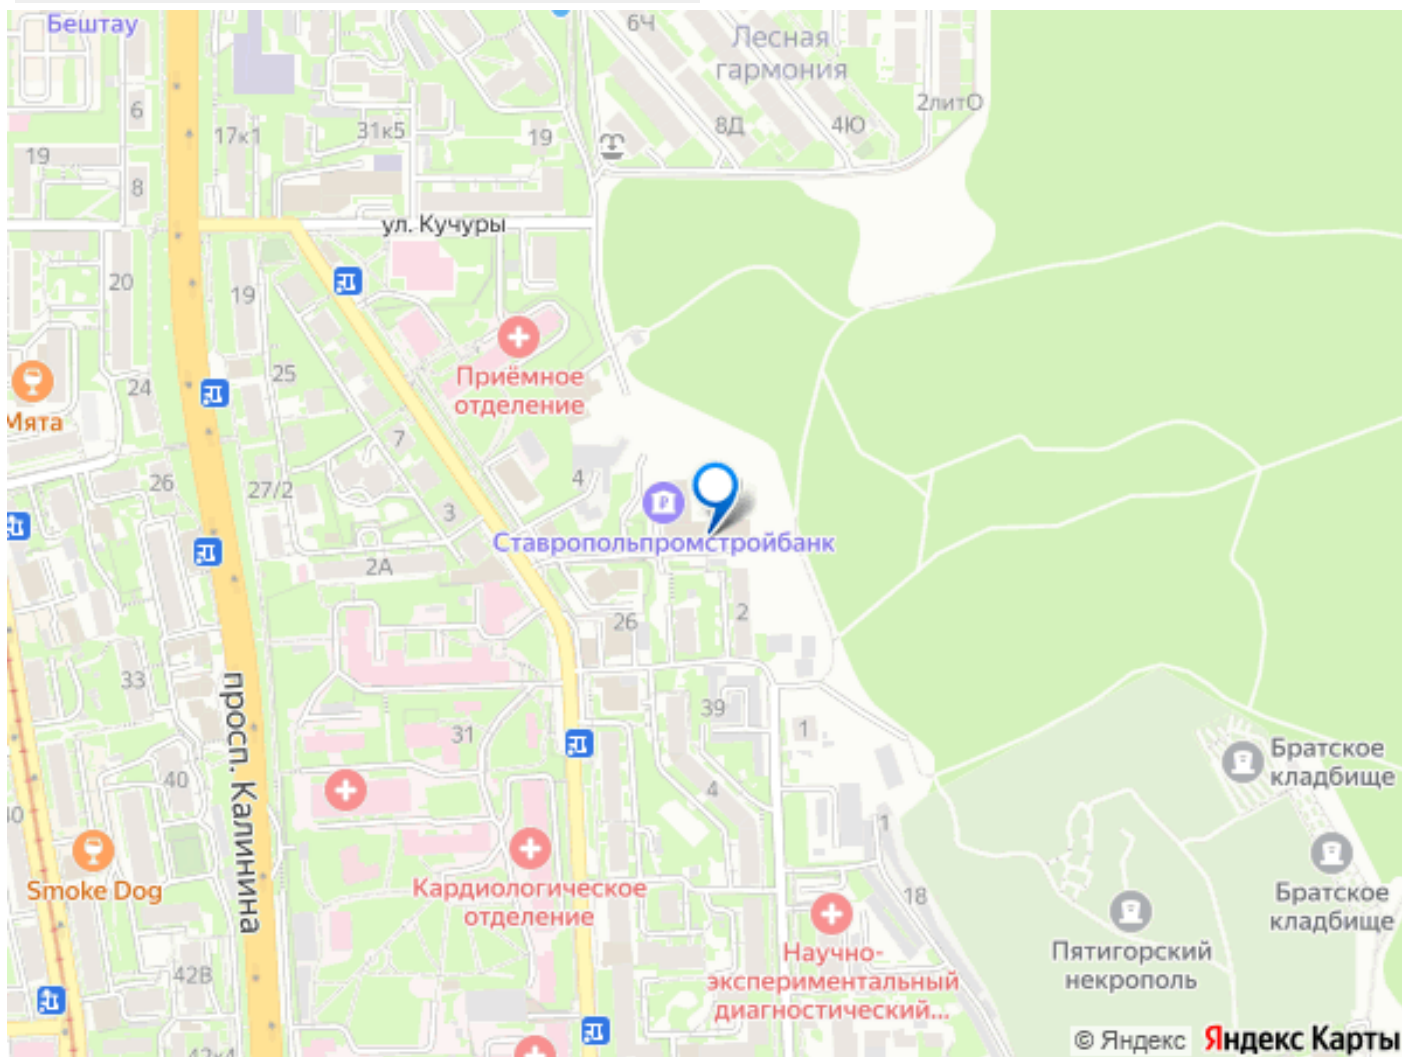 Бештау
6Ч
Лесная
гармония
2литО
6
17к1
31к5
19
8Д
4Ю
19
8
ул. Кучуры
20
19
25
24
Мята
Приёмное
отделение
7
26
27/2
4
3
Ставропольпромстройбанк
2А
26
2
33
просп. Калинина
39
31
1
40
4
Братское
кладбище
1
Smoke Dog
Кардиологическое
отделение
18
Братское
кладбище
Научно-
экспериментальный
диагностический...
Пятигорский
некрополь
42В
© Яндекс
Яндекс Карты